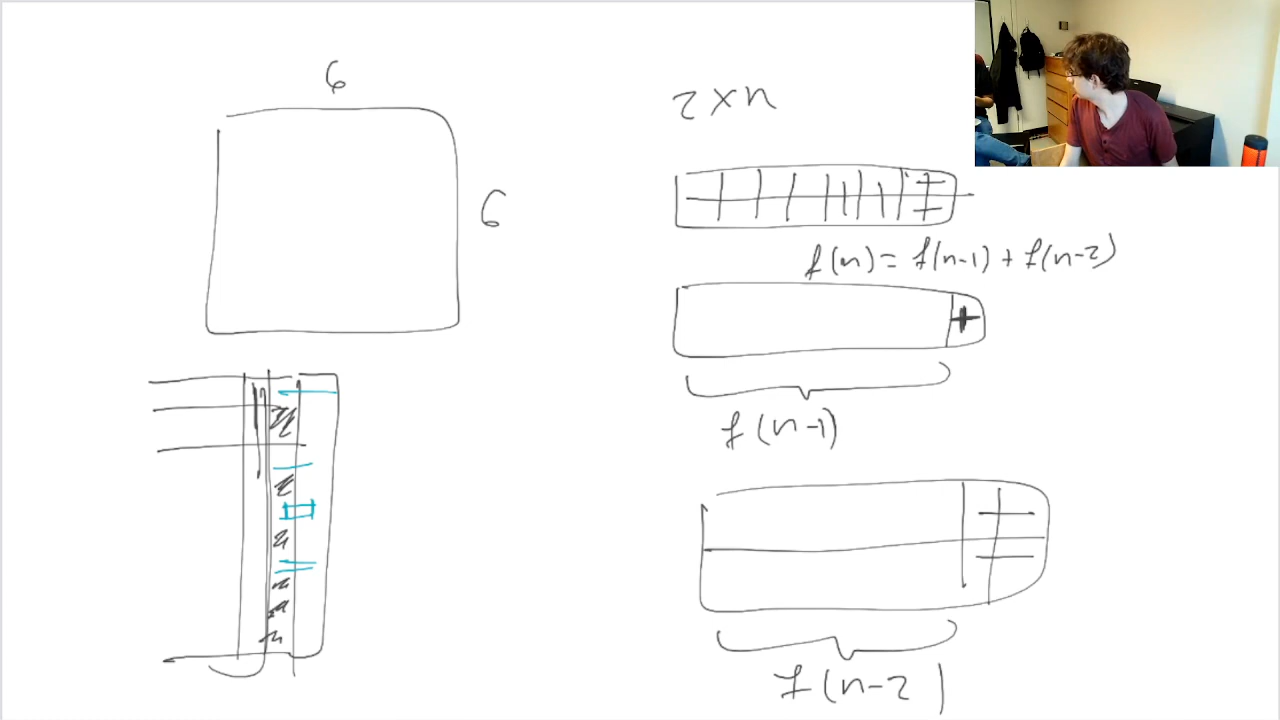 6
6
2 × n
f(n) = f(n-1) + f(n-2)
f(n-1)
f(n-2)